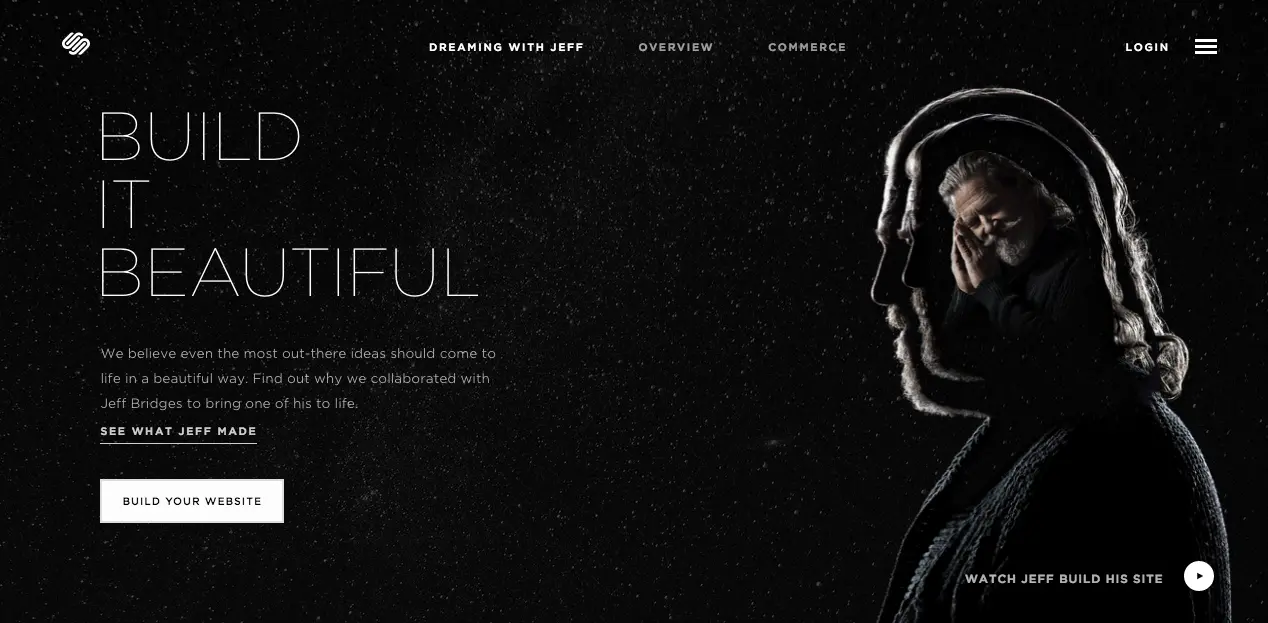 DREAMING WITH JEFF
OVERVIEW
COMMERCE
LOGIN
BUILD
IT
BEAUTIFUL
We believe even the most out-there ideas should come to
life in a beautiful way. Find out why we collaborated with
Jeff Bridges to bring one of his to life.
SEE WHAT JEFF MADE
BUILD YOUR WEBSITE
WATCH JEFF BUILD HIS SITE